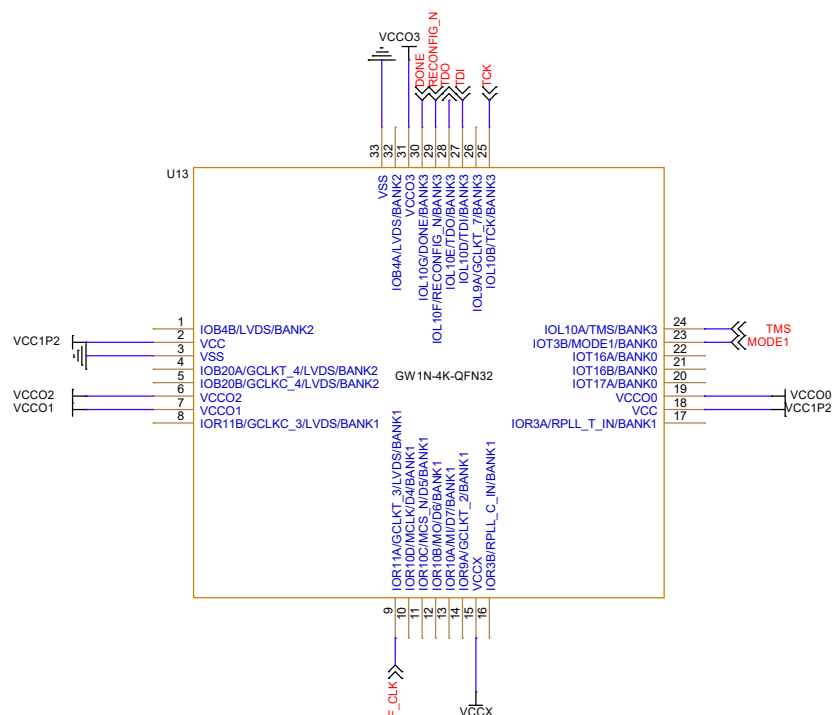 VCCO3
DONE
RECONFIG_N
TDO
TDI
TCK
33
32
31
30
29
28
27
26
25
U13
VSS
IOB4A/LVDS/BANK2
VCCO3
IOL10G/DONE/BANK3
IOL10F/RECONFIG_N/BANK3
IOL10E/TDO/BANK3
IOL10D/TDI/BANK3
IOL9A/GCLKT_7/BANK3
IOL10B/TCK/BANK3
1 IOB4B/LVDS/BANK2
VCC1P2 2 VCC
3 VSS
4 IOB20A/GCLKT_4/LVDS/BANK2
5 IOB20B/GCLKC_4/LVDS/BANK2
VCCO2 6 VCCO2
VCCO1 7 VCCO1
8 IOR11B/GCLKC_3/LVDS/BANK1
GW1N-4K-QFN32
IOL10A/TMS/BANK3 24 TMS
IOT3B/MODE1/BANK0 23 MODE1
IOT16A/BANK0 22
IOT16B/BANK0 21
IOT17A/BANK0 20
VCCO0 19 VCCO0
VCC 18 VCC1P2
IOR3A/RPLL_T_IN/BANK1 17
IOR11A/GCLKT_3/LVDS/BANK1
IOR10D/MCLK/D4/BANK1
IOR10C/MCS_N/D5/BANK1
IOR10B/MO/D6/BANK1
IOR10A/MI/D7/BANK1
IOR9A/GCLKT_2/BANK1
VCCX
IOR3B/RPLL_C_IN/BANK1
9
10
11
12
13
14
15
16
F_CLK
VCCX